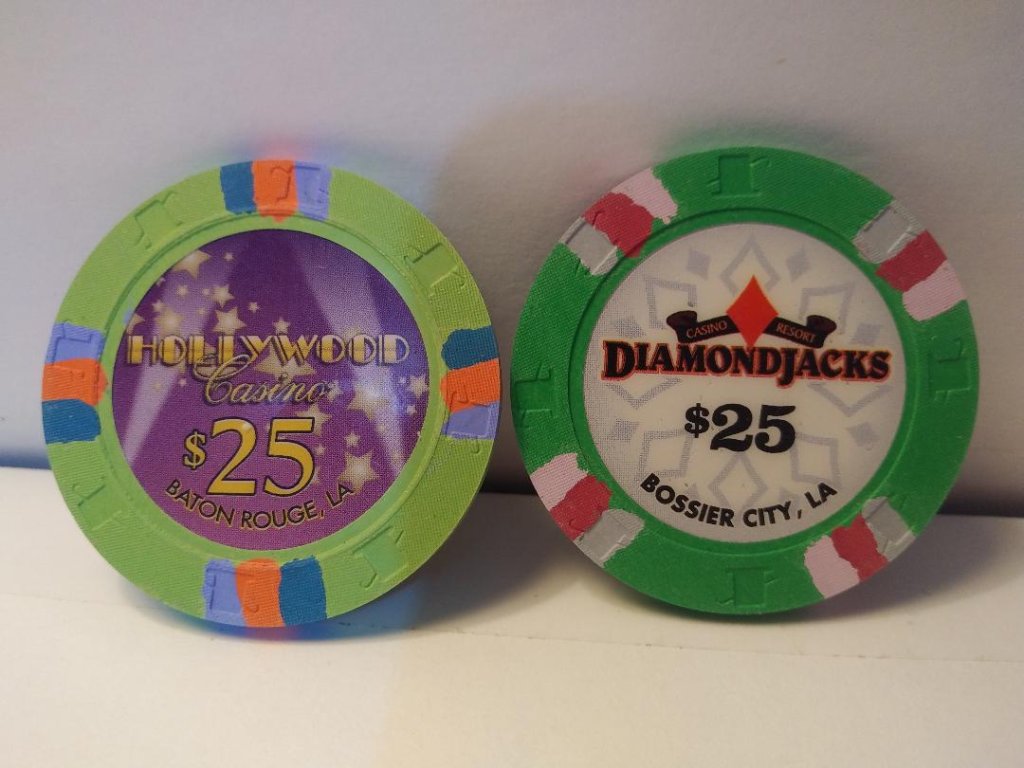 HOLLYWOOD
Casino
$25
BATON ROUGE, LA
CASINO RESORT
DIAMONDJACKS
$25
BOSSIER CITY, LA